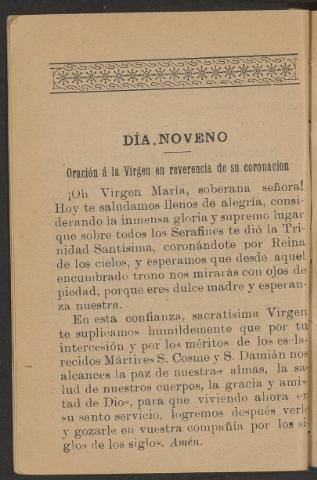 DÍA NOVENO
Oración á la Virgen en reverencia de su coronacion
¡Oh Virgen María, soberana señora!
Hoy te saludamos llenos de alegría, consi-
derando la inmensa gloria y supremo lugar
que sobre todos los Serafines te dió la Tri-
nidad Santísima, coronándote por Reina
de los cielos, y esperamos que desde aquel
encumbrado trono nos mirarás con ojos de
piedad, porque eres dulce madre y esperan-
za nuestra.
En esta confianza, sacratísima Virgen
te suplicamos humildemente que por tu
intercesión y por los méritos de los escla-
recidos Mártires S. Cosme y S. Damián nos
alcances la paz de nuestras almas, la sa-
lud de nuestros cuerpos, la gracia y amis-
tad de Dios, para que viviendo ahora en
su santo servicio, logremos después verle
y gozarle en vuestra compañía por los si-
glos de los siglos. Amén.